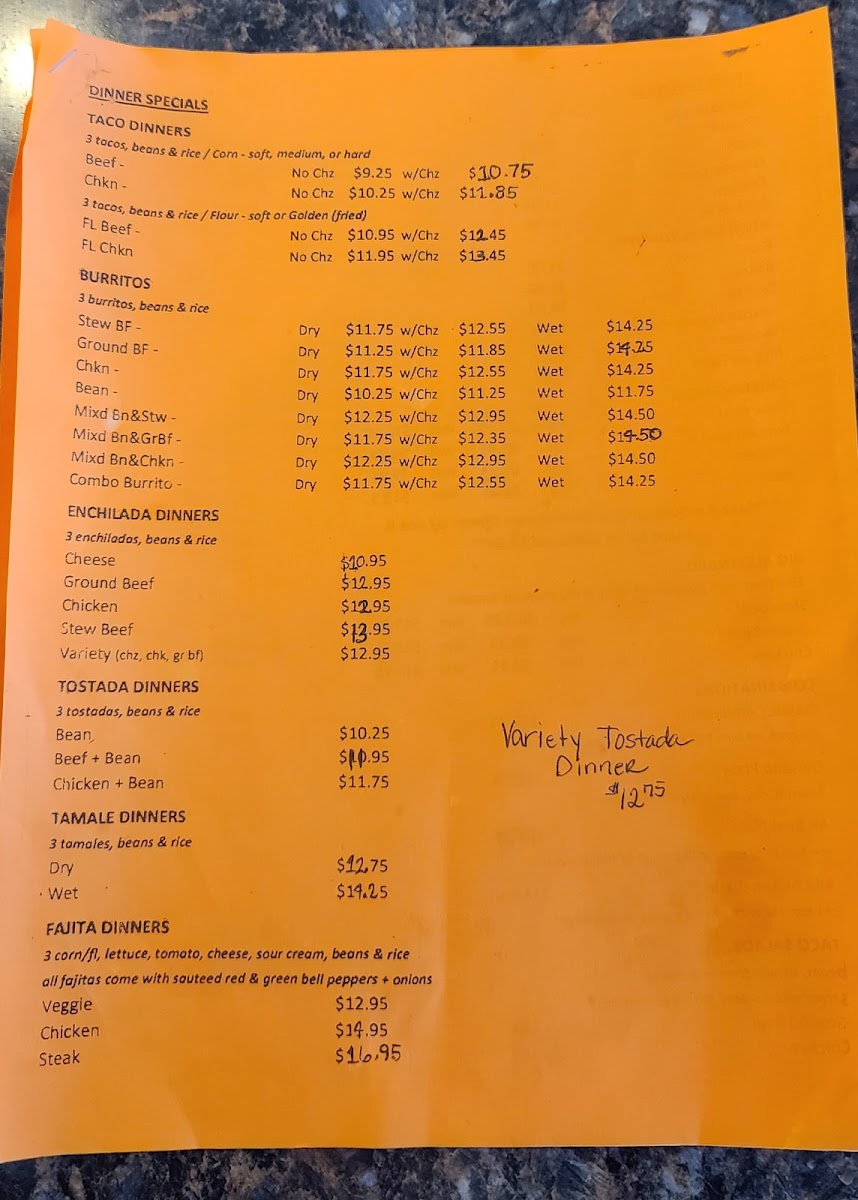 DINNER SPECIALS
TACO DINNERS
3 tacos, beans & rice / Corn - soft, medium, or hard
Beef - No Chz $9.25 w/Chz $10.75
Chkn - No Chz $10.25 w/Chz $11.85
3 tacos, beans & rice / Flour - soft or Golden (fried)
FL Beef - No Chz $10.95 w/Chz $12.45
FL Chkn No Chz $11.95 w/Chz $13.45
BURRITOS
3 burritos, beans & rice
Stew BF - Dry $11.75 w/Chz $12.55 Wet $14.25
Ground BF - Dry $11.25 w/Chz $11.85 Wet $14.25
Chkn - Dry $11.75 w/Chz $12.55 Wet $14.25
Bean - Dry $10.25 w/Chz $11.25 Wet $11.75
Mixd Bn&Stw - Dry $12.25 w/Chz $12.95 Wet $14.50
Mixd Bn&GrBf - Dry $11.75 w/Chz $12.35 Wet
Mixd Bn&Chkn - Dry $12.25 w/Chz $12.95 Wet $14.50
Combo Burrito - Dry $11.75 w/Chz $12.55 Wet $14.25
ENCHILADA DINNERS
3 enchiladas, beans & rice
Cheese $10.95
Ground Beef $12.95
Chicken $12.95
Stew Beef $13.95
Variety (chz, chk, gr bf) $12.95
TOSTADA DINNERS
3 tostadas, beans & rice
Bean, $10.25
Beef + Bean
Chicken + Bean $11.75
Variety Tostada
Dinner
$12.75
TAMALE DINNERS
3 tamales, beans & rice
Dry $12.75
Wet $14.25
FAJITA DINNERS
3 corn/fl, lettuce, tomato, cheese, sour cream, beans & rice
all fajitas come with sauteed red & green bell peppers + onions
Veggie $12.95
Chicken $14.95
Steak $16.95